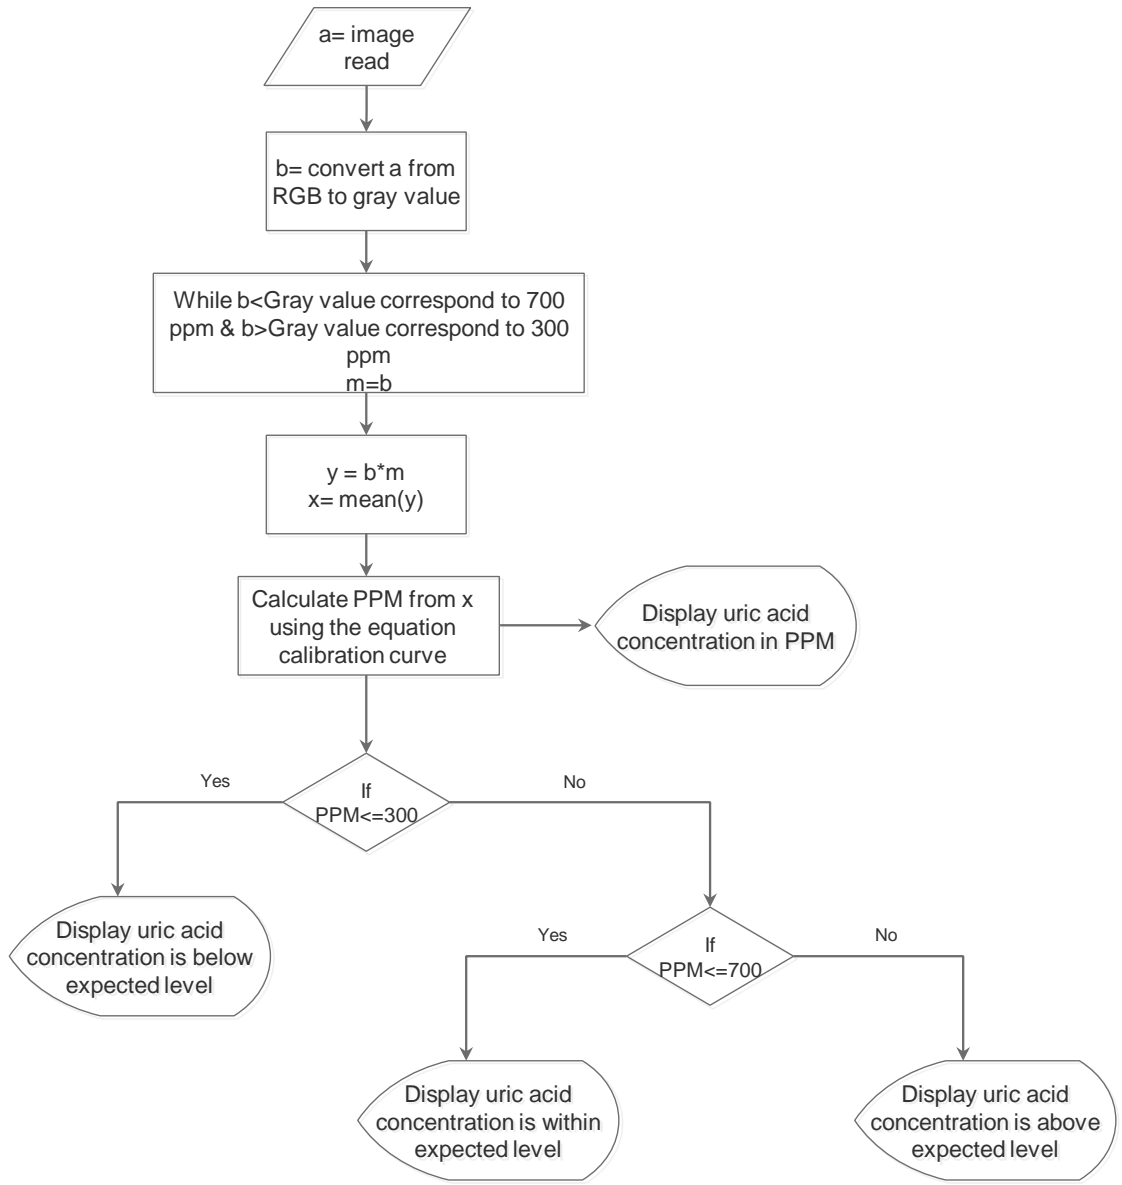 a= image
read
b= convert a from
RGB to gray value
While b<Gray value correspond to 700
ppm & b>Gray value correspond to 300
ppm
m=b
y = b*m
x= mean(y)
Calculate PPM from x
using the equation
calibration curve
Display uric acid
concentration in PPM
Yes
If
PPM<=300
No
Display uric acid
concentration is below
expected level
Yes
If
PPM<=700
No
Display uric acid
concentration is within
expected level
Display uric acid
concentration is above
expected level